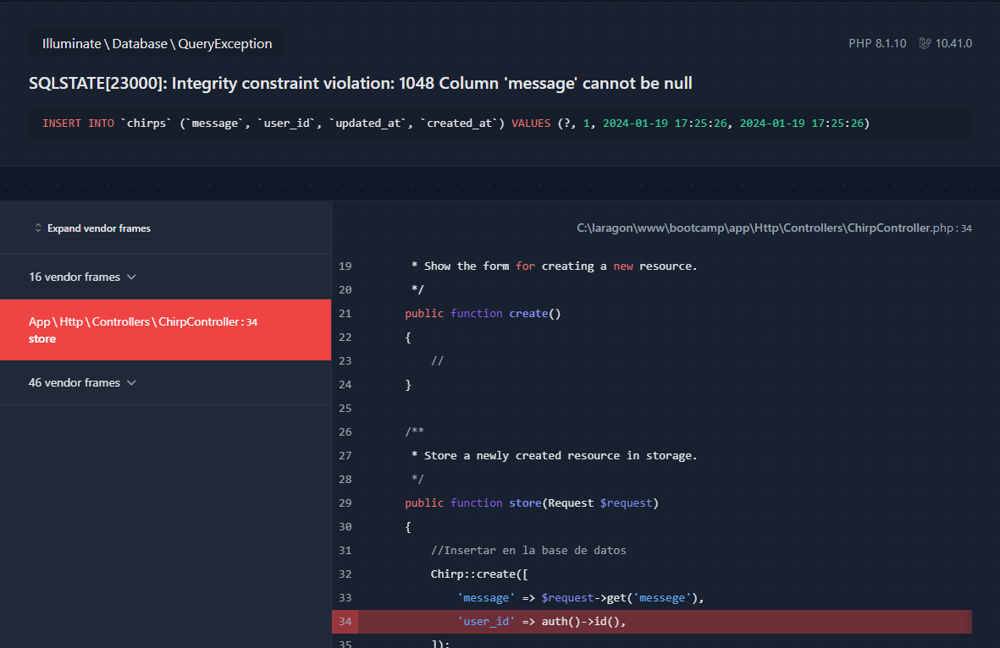 Illuminate \ Database \ QueryException
PHP 8.1.10 10.41.0
SQLSTATE[23000]: Integrity constraint violation: 1048 Column 'message' cannot be null
INSERT INTO `chirps` (`message`, `user_id`, `updated_at`, `created_at`) VALUES (?, 1, 2024-01-19 17:25:26, 2024-01-19 17:25:26)
Expand vendor frames
16 vendor frames
App \ Http \ Controllers \ ChirpController : 34
store
46 vendor frames
C:\laragon\www\bootcamp\app\Http\Controllers\ChirpController.php : 34
19 * Show the form for creating a new resource.
20 */
21 public function create()
22 {
23 //
24 }
25
26 /**
27 * Store a newly created resource in storage.
28 */
29 public function store(Request $request)
30 {
31 //Insertar en la base de datos
32 Chirp::create([
33 'message' => $request->get('messege'),
34 'user_id' => auth()->id(),
35 ]);